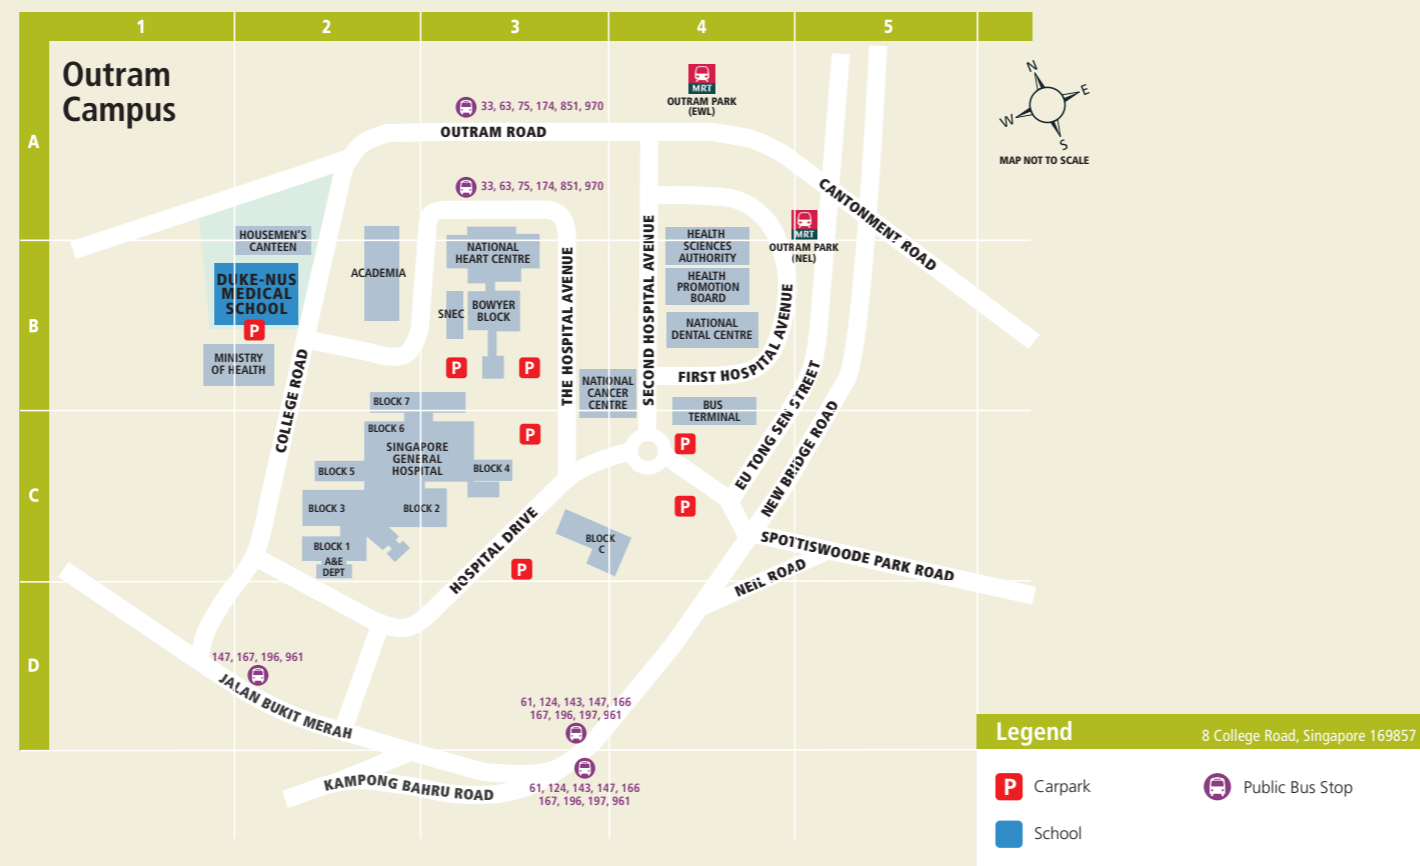 1 2 3 4 5
Outram
Campus
A
B
C
D
N
E
W
S
MAP NOT TO SCALE
MRT
OUTRAM PARK
(EWL)
33, 63, 75, 174, 851, 970
OUTRAM ROAD
33, 63, 75, 174, 851, 970
CANTONMENT ROAD
MRT
OUTRAM PARK
(NEL)
HOUSEMEN'S
CANTEEN
DUKE-NUS
MEDICAL
SCHOOL
P
MINISTRY
OF HEALTH
COLLEGE ROAD
ACADEMIA
NATIONAL
HEART CENTRE
SNEC
BOWYER
BLOCK
P
P
THE HOSPITAL AVENUE
SECOND HOSPITAL AVENUE
HEALTH
SCIENCES
AUTHORITY
HEALTH
PROMOTION
BOARD
NATIONAL
DENTAL CENTRE
FIRST HOSPITAL AVENUE
NATIONAL
CANCER
CENTRE
BUS
TERMINAL
EU TONG SEN STREET
NEW BRIDGE ROAD
BLOCK 7
BLOCK 6
SINGAPORE
GENERAL
HOSPITAL
BLOCK 5
BLOCK 4
BLOCK 3
BLOCK 2
BLOCK 1
A&E
DEPT
P
P
P
P
HOSPITAL DRIVE
BLOCK
C
SPOTTISWOODE PARK ROAD
NEIL ROAD
147, 167, 196, 961
JALAN BUKIT MERAH
61, 124, 143, 147, 166
167, 196, 197, 961
KAMPONG BAHRU ROAD
61, 124, 143, 147, 166
167, 196, 197, 961
Legend
8 College Road, Singapore 169857
P Carpark
Public Bus Stop
School